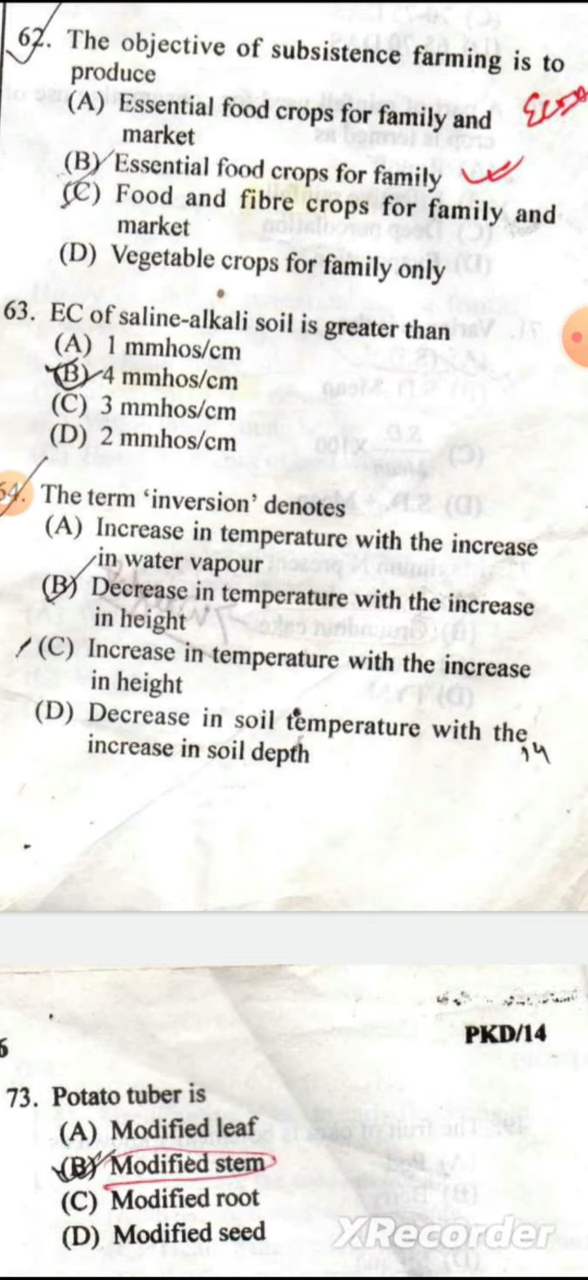 62. The objective of subsistence farming is to
produce
(A) Essential food crops for family and
market
(B) Essential food crops for family
(C) Food and fibre crops for family and
market
(D) Vegetable crops for family only
63. EC of saline-alkali soil is greater than
(A) 1 mmhos/cm
(B) 4 mmhos/cm
(C) 3 mmhos/cm
(D) 2 mmhos/cm
64. The term ‘inversion’ denotes
(A) Increase in temperature with the increase
in water vapour
(B) Decrease in temperature with the increase
in height
(C) Increase in temperature with the increase
in height
(D) Decrease in soil temperature with the
increase in soil depth
6
PKD/14
73. Potato tuber is
(A) Modified leaf
(B) Modified stem
(C) Modified root
(D) Modified seed
XRecorder